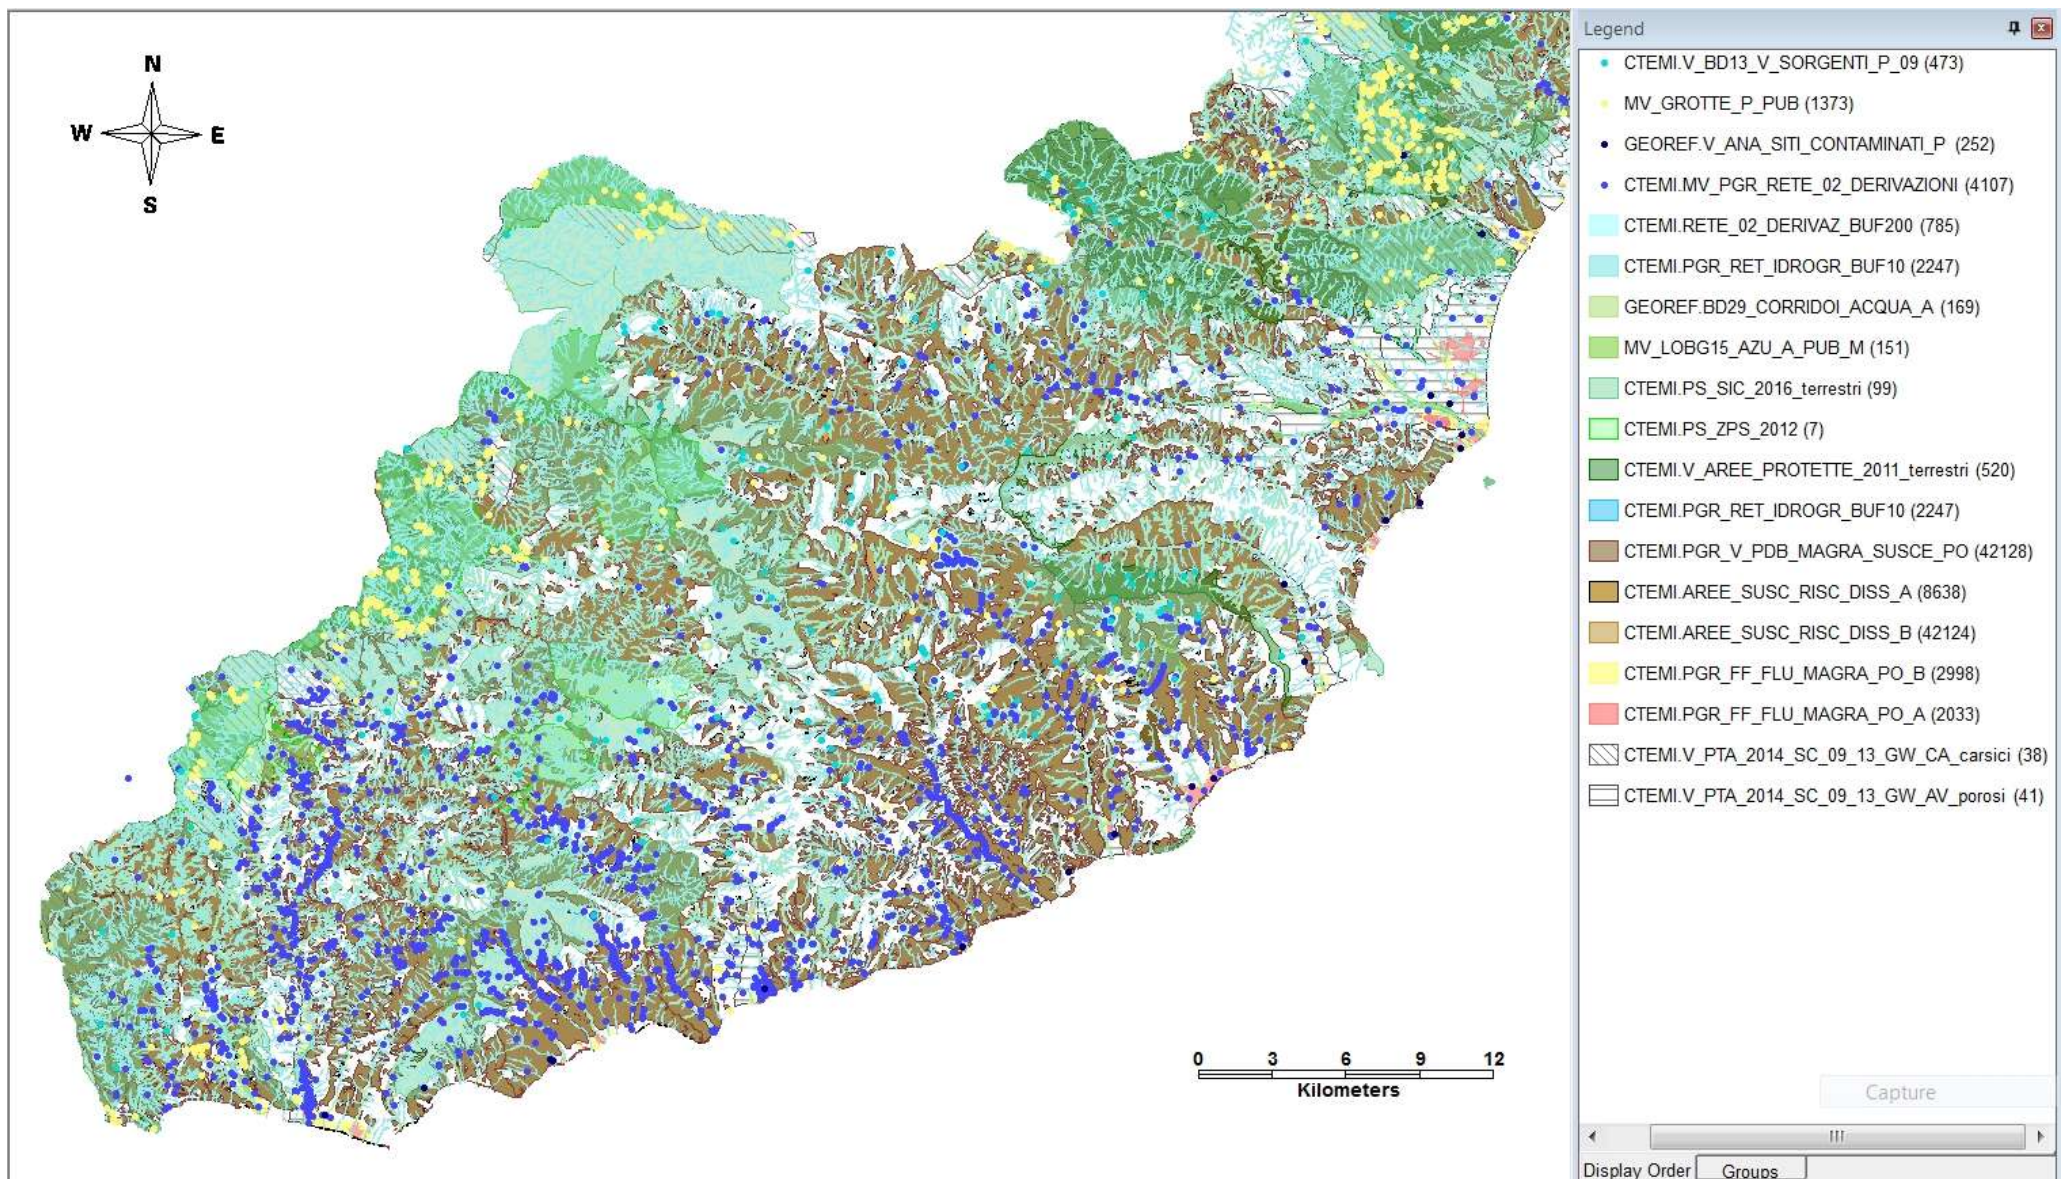 N
W E
S
0 3 6 9 12
Kilometers
Legend
CTEMI.V_BD13_V_SORGENTI_P_09 (473)
MV_GROTTE_P_PUB (1373)
GEOREF.V_ANA_SITI_CONTAMINATI_P (252)
CTEMI.MV_PGR_RETE_02_DERIVAZIONI (4107)
CTEMI.RETE_02_DERIVAZ_BUF200 (785)
CTEMI.PGR_RET_IDROGR_BUF10 (2247)
GEOREF.BD29_CORRIDOI_ACQUA_A (169)
MV_LOBG15_AZU_A_PUB_M (151)
CTEMI.PS_SIC_2016_terrestri (99)
CTEMI.PS_ZPS_2012 (7)
CTEMI.V_AREE_PROTETTE_2011_terrestri (520)
CTEMI.PGR_RET_IDROGR_BUF10 (2247)
CTEMI.PGR_V_PDB_MAGRA_SUSCE_PO (42128)
CTEMI.AREE_SUSC_RISC_DISS_A (8638)
CTEMI.AREE_SUSC_RISC_DISS_B (42124)
CTEMI.PGR_FF_FLU_MAGRA_PO_B (2998)
CTEMI.PGR_FF_FLU_MAGRA_PO_A (2033)
CTEMI.V_PTA_2014_SC_09_13_GW_CA_carsici (38)
CTEMI.V_PTA_2014_SC_09_13_GW_AV_porosi (41)
Capture
Display Order Groups